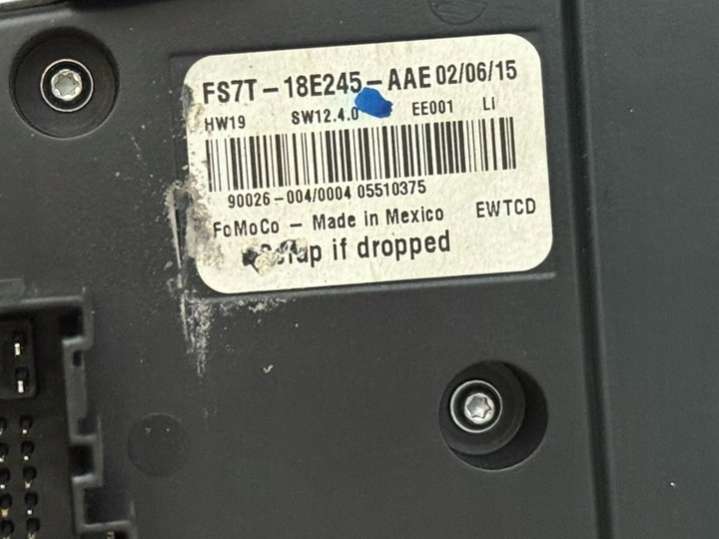 FS7T-18E245-AAE 02/06/15
HW19 SW12.4.0 EE001 LI
90026-004/0004 05510375
FoMoCo - Made in Mexico EWTCD
if dropped